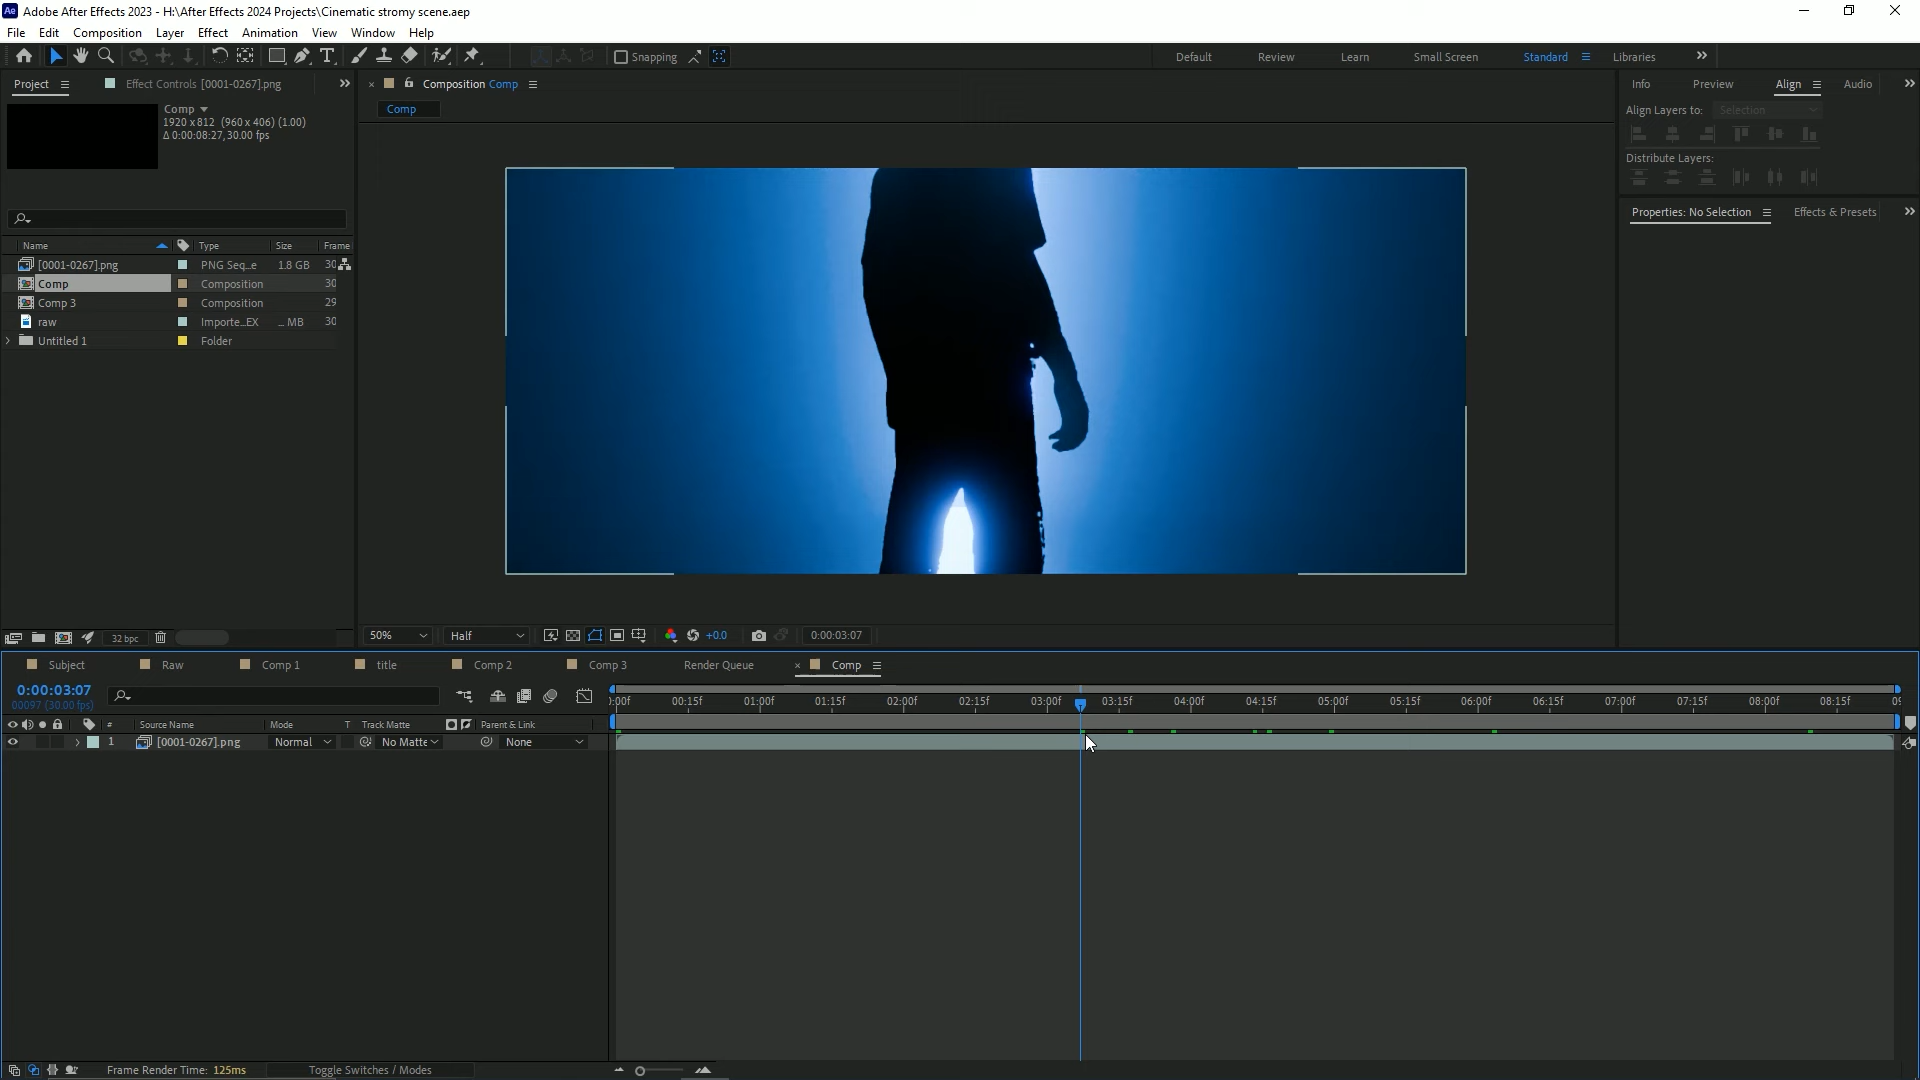 Adobe After Effects 2023 - H:\After Effects 2024 Projects\Cinematic stromy scene.aep
File Edit Composition Layer Effect Animation View Window Help
Snapping
Default Review Learn Small Screen Standard Libraries
Project Effect Controls [0001-0267].png
Composition Comp
Info Preview Align Audio
Comp
1920 x 812 (960 x 406) (1.00)
Δ 0:00:08:27, 30.00 fps
Comp
Align Layers to: Selection
Distribute Layers:
Properties: No Selection Effects & Presets
Name Type Size Frame
[0001-0267].png PNG Seq...e 1.8 GB 30
Comp Composition 30
Comp 3 Composition 29
raw Importe...EX ... MB 30
Untitled 1 Folder
32 bpc
50% Half +0.0 0:00:03:07
Subject Raw Comp 1 title Comp 2 Comp 3 Render Queue Comp
0:00:03:07
00097 (30.00 fps)
:00f 00:15f 01:00f 01:15f 02:00f 02:15f 03:00f 03:15f 04:00f 04:15f 05:00f 05:15f 06:00f 06:15f 07:00f 07:15f 08:00f 08:15f 09
# Source Name Mode T Track Matte Parent & Link
1 [0001-0267].png Normal No Matte None
Frame Render Time: 125ms Toggle Switches / Modes